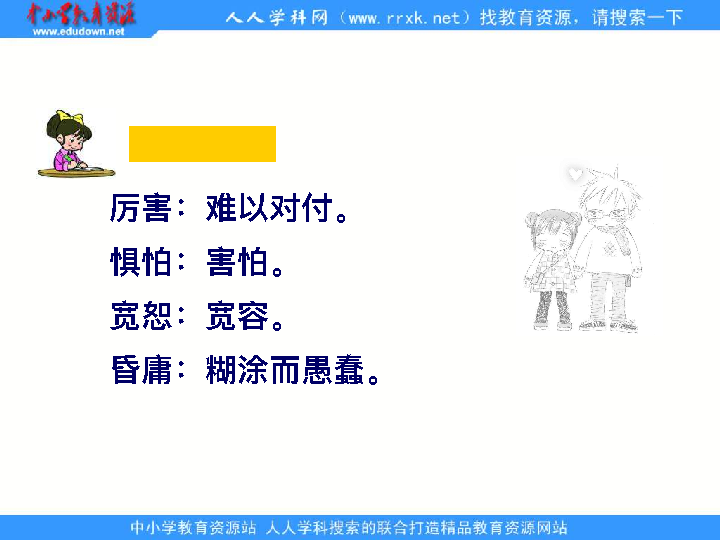 中小学教育资源
www.edudown.net
人人学科网（www.rrxk.net）找教育资源，请搜索一下
厉害：难以对付。
惧怕：害怕。
宽恕：宽容。
昏庸：糊涂而愚蠢。
中小学教育资源站 人人学科搜索的联合打造精品教育资源网站